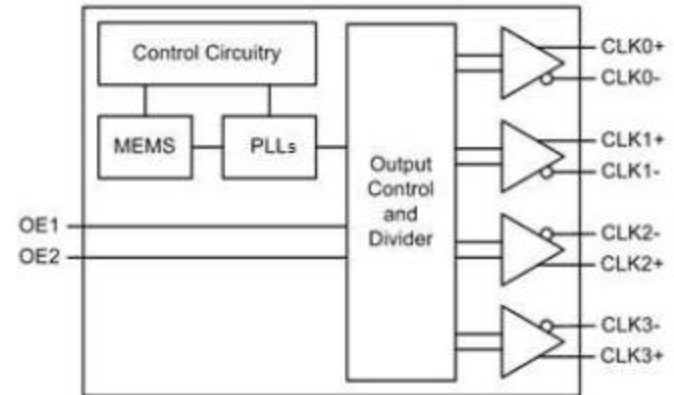 Control Circuitry
CLK0+
CLK0-
MEMS
PLLs
CLK1+
CLK1-
Output
Control
and
Divider
OE1
OE2
CLK2-
CLK2+
CLK3-
CLK3+